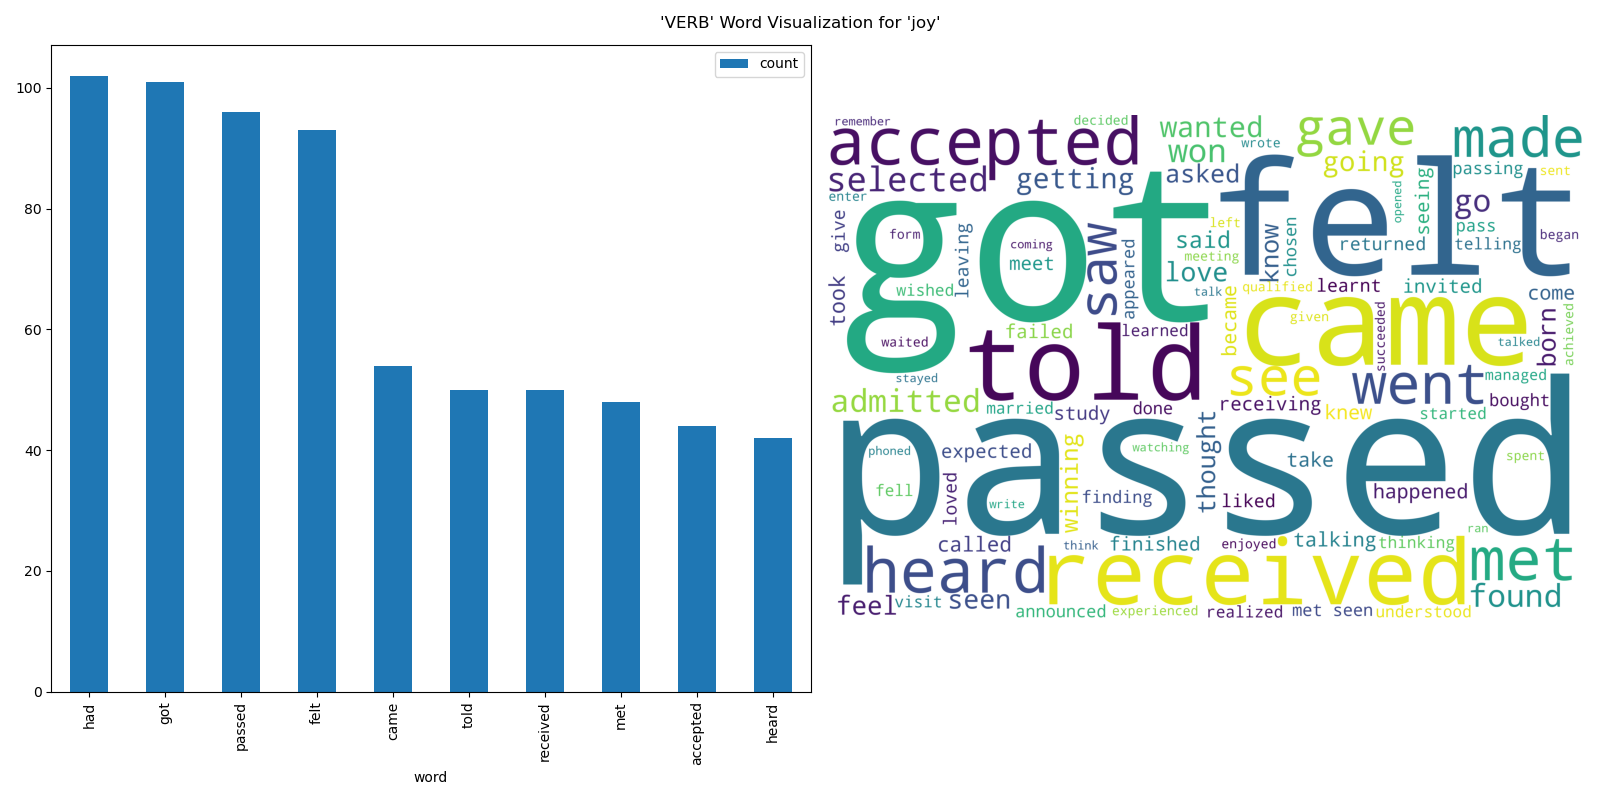 'VERB' Word Visualization for 'joy'
count
100
80
60
40
20
0
had
got
passed
felt
came
told
received
met
accepted
heard
word
remember
decided
accepted
wanted
wrote
gave
made
won
going
selected
getting
asked
passing
sent
enter
give
form
got
felt
go
opened
seeing
left
pass
began
leaving
coming
meet
saw
appeared
said
meeting
know
chosen
returned
telling
love
took
wished
talk
qualified
learnt
invited
come
failed
learned
became
given
came
succeeded
talked
born
achieved
waited
told
stayed
see
went
managed
admitted
married
study
done
receiving
knew
started
bought
passed
phoned
expected
winning
watching
thought
take
spent
fell
loved
write
finding
liked
happened
ran
called
think
finished
enjoyed
talking
thinking
heard
received
met
feel
visit
seen
announced
experienced
realized
met seen
understood
found